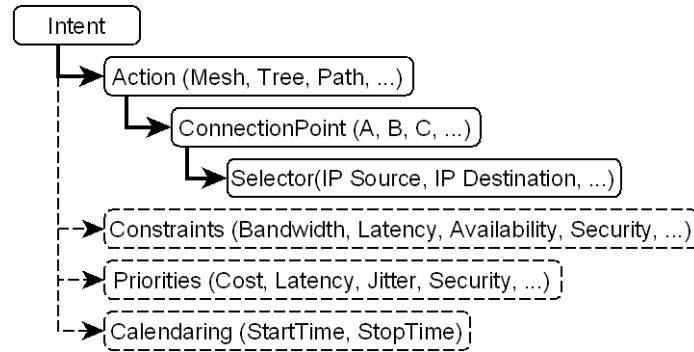 Intent
Action (Mesh, Tree, Path, ...)
ConnectionPoint (A, B, C, ...)
Selector(IP Source, IP Destination, ...)
Constraints (Bandwidth, Latency, Availability, Security, ...)
Priorities (Cost, Latency, Jitter, Security, ...)
Calendaring (StartTime, StopTime)